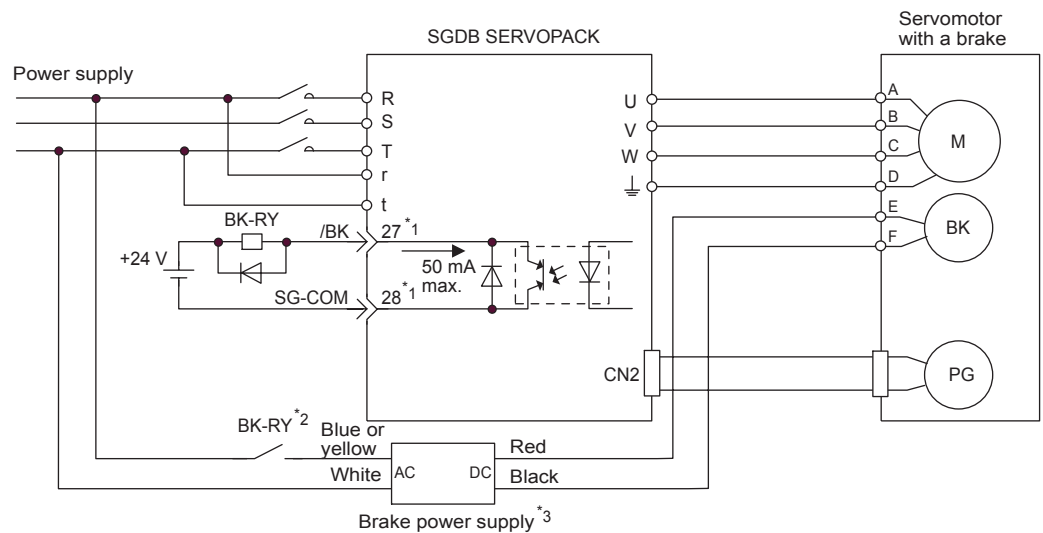 Servomotor
with a brake
SGDB SERVOPACK
Power supply
R
S
T
r
t
U
V
W
A
B
C
D
E
F
M
BK
PG
BK-RY
/BK
27*1
+24 V
50 mA
max.
SG-COM
28*1
CN2
BK-RY*2
Blue or
yellow
White
AC
DC
Red
Black
Brake power supply*3